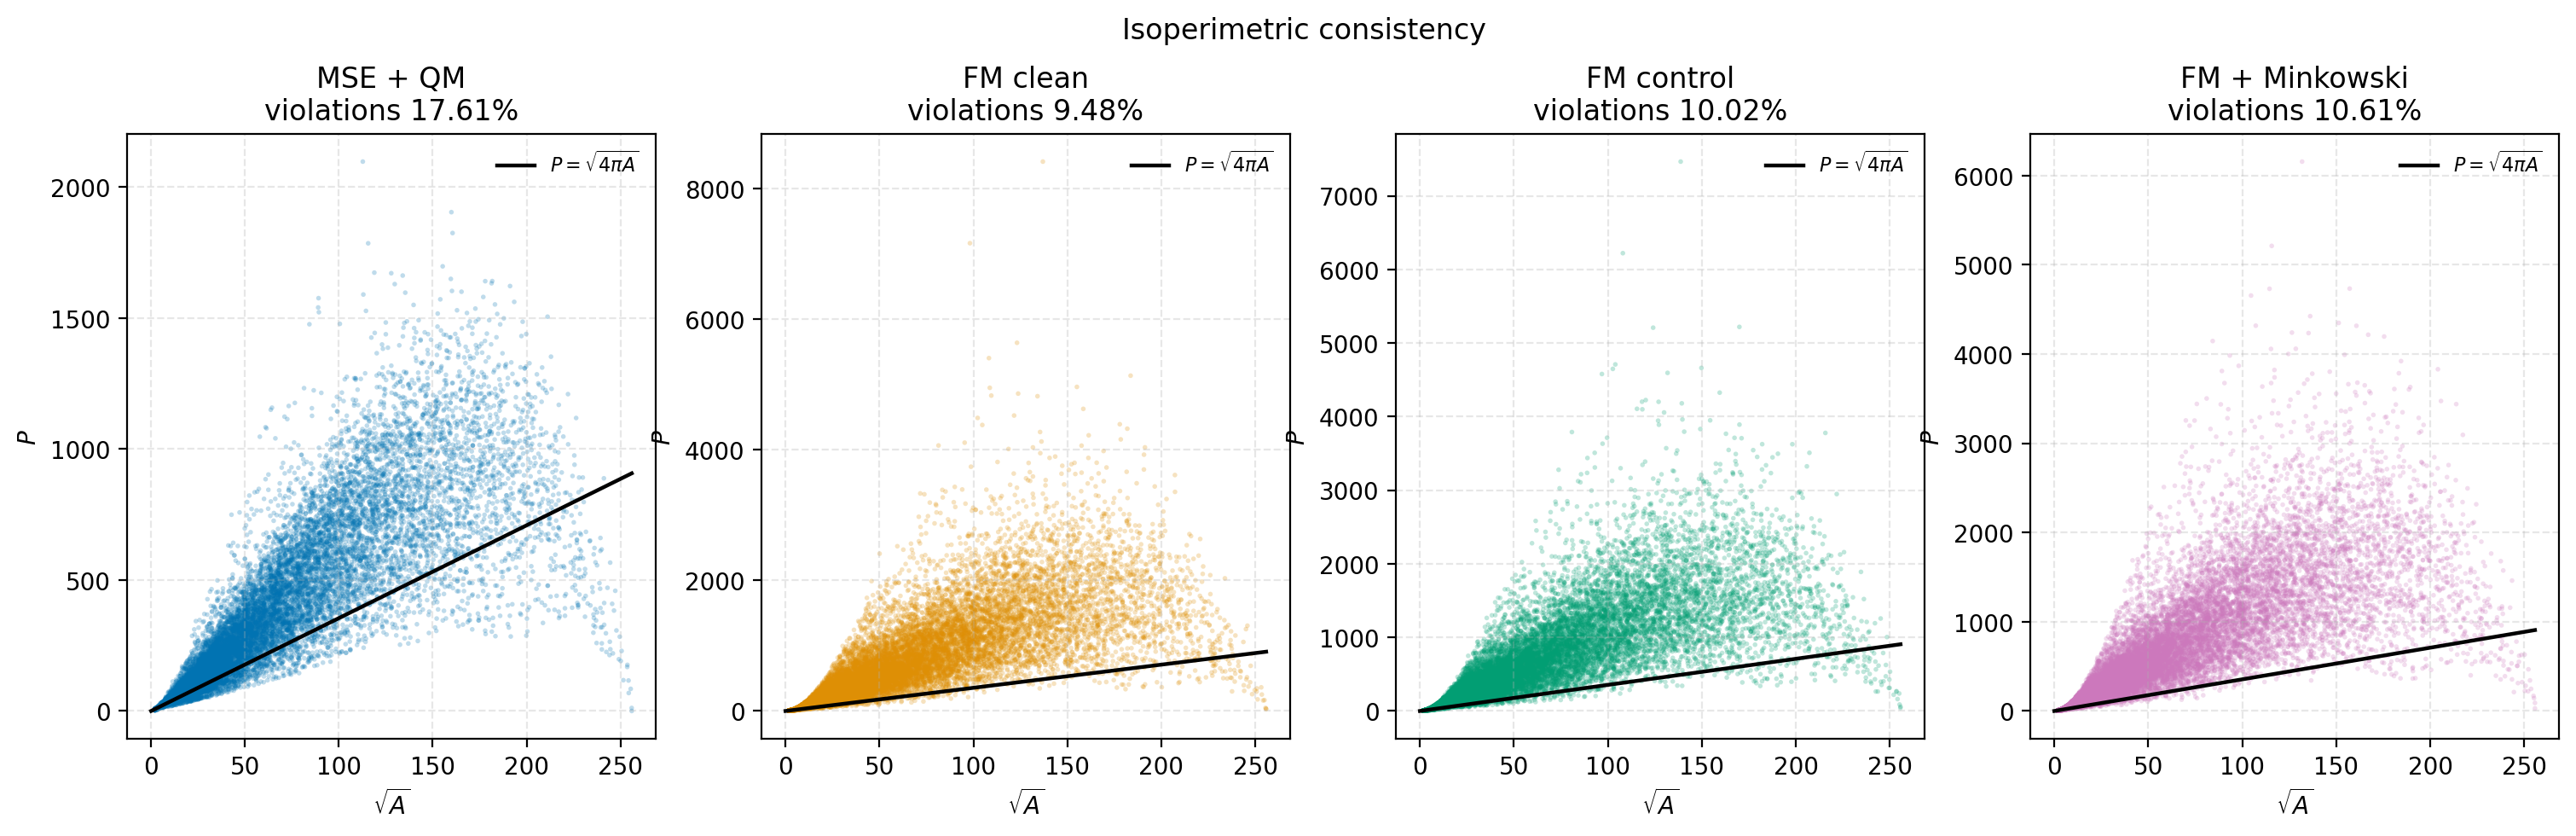 Isoperimetric consistency
MSE + QM
violations 17.61%
P = √4πA
2000
1500
1000
500
0
P
0 50 100 150 200 250
√A
FM clean
violations 9.48%
P = √4πA
8000
6000
4000
2000
0
P
0 50 100 150 200 250
√A
FM control
violations 10.02%
P = √4πA
7000
6000
5000
4000
3000
2000
1000
0
P
0 50 100 150 200 250
√A
FM + Minkowski
violations 10.61%
P = √4πA
6000
5000
4000
3000
2000
1000
0
P
0 50 100 150 200 250
√A